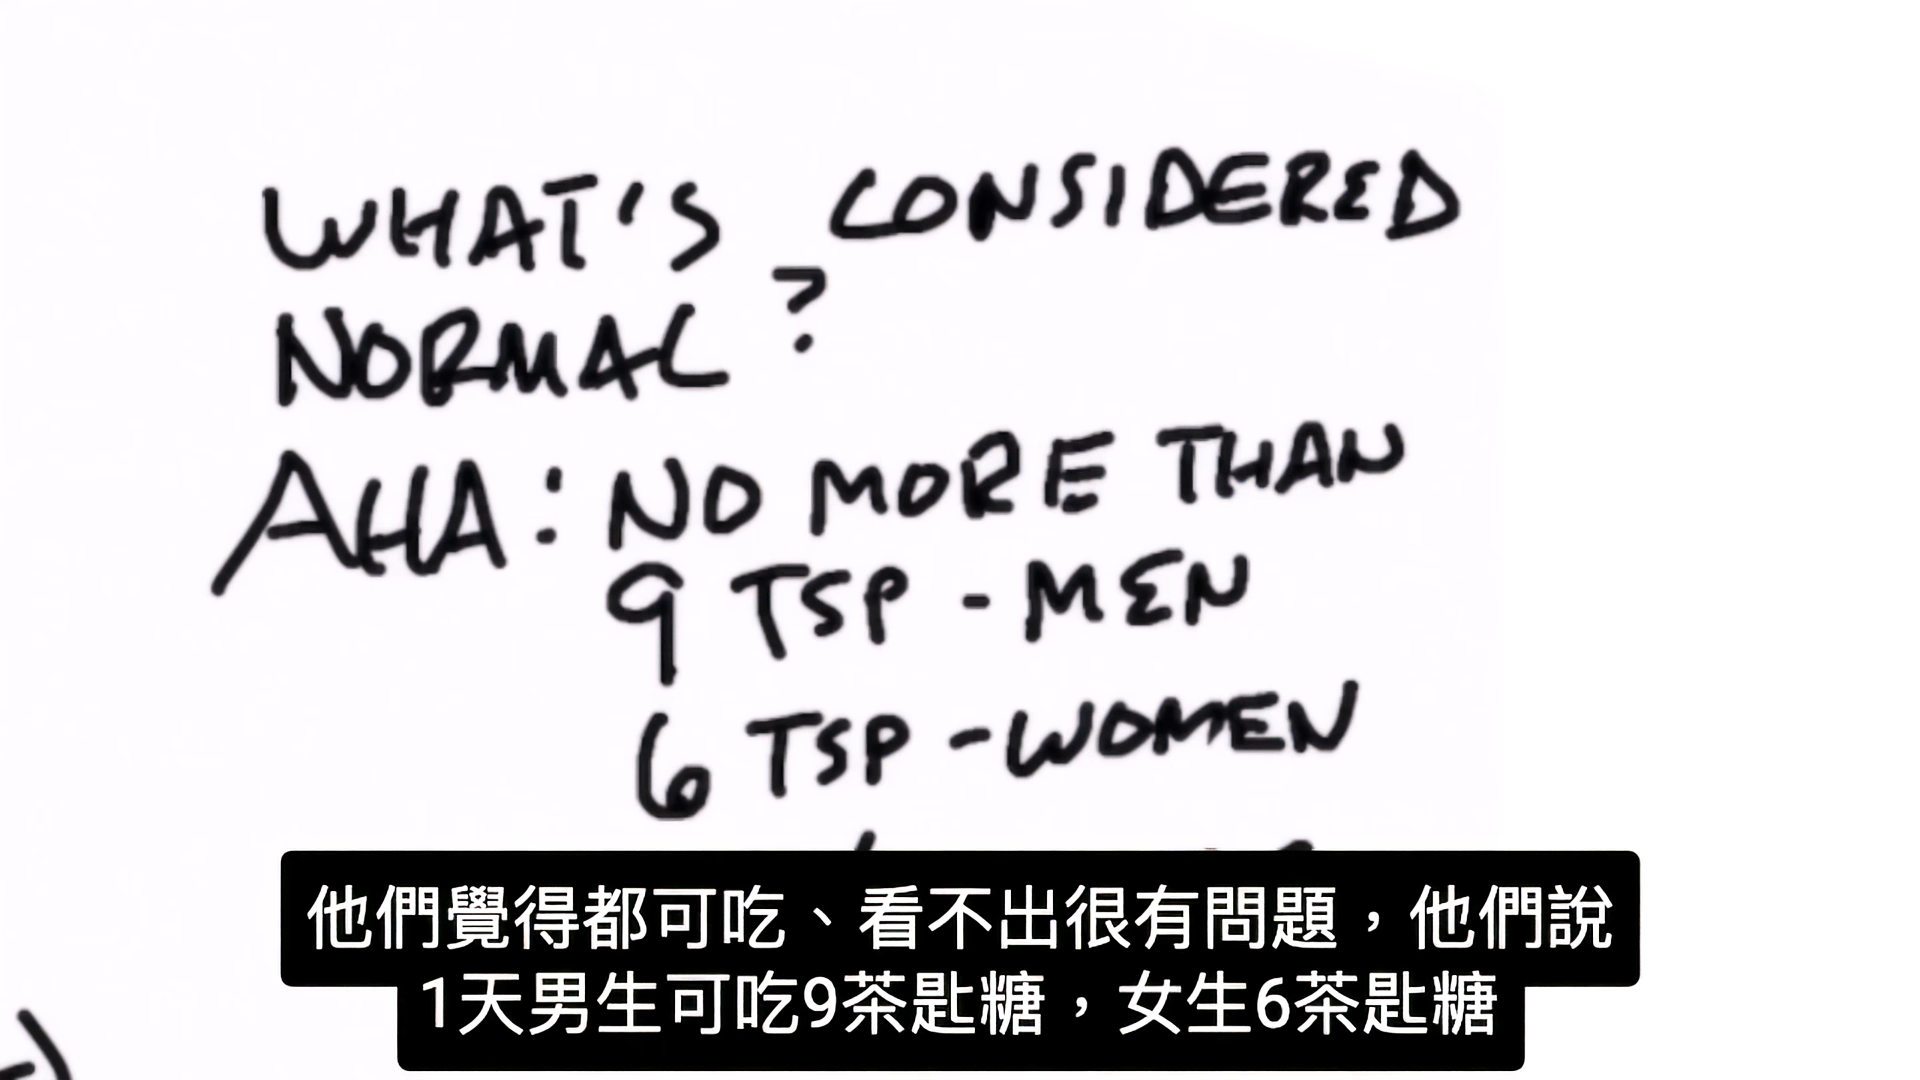 WHAT'S CONSIDERED
NORMAL?
AHA: NO MORE THAN
9 TSP - MEN
6 TSP - WOMEN
他們覺得都可吃、看不出很有問題，他們說
1天男生可吃9茶匙糖，女生6茶匙糖